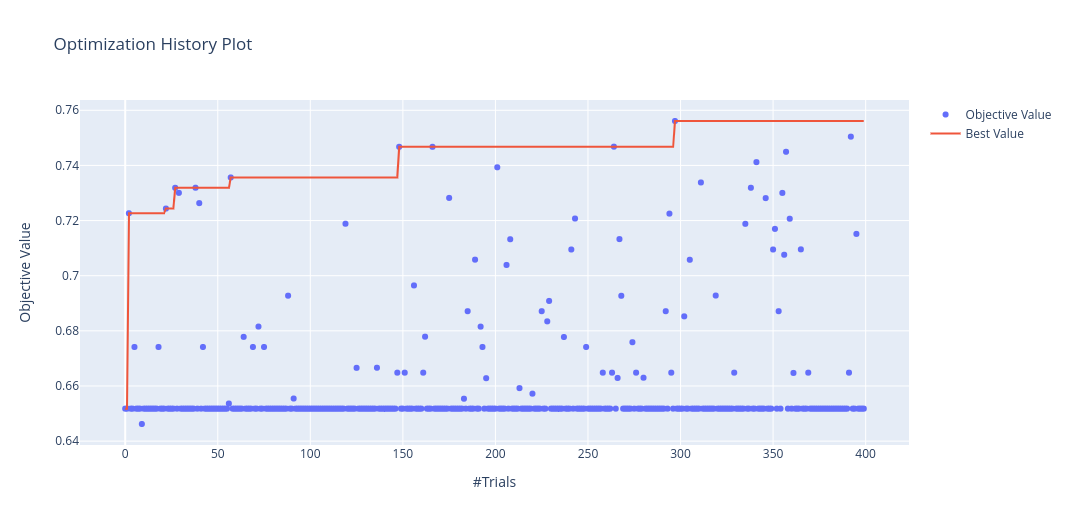 Optimization History Plot
Objective Value
Best Value
0.76
0.74
0.72
0.7
0.68
0.66
0.64
Objective Value
0 50 100 150 200 250 300 350 400
#Trials